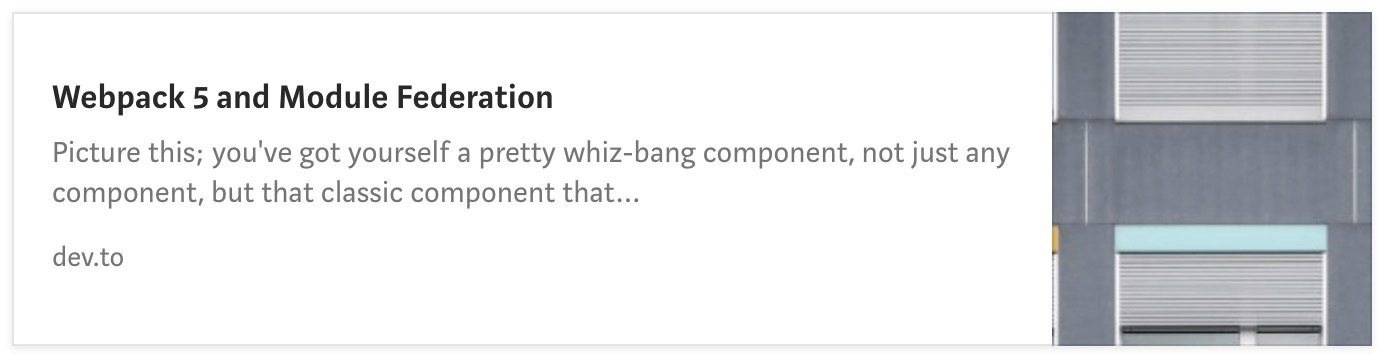 Webpack 5 and Module Federation
Picture this; you've got yourself a pretty whiz-bang component, not just any
component, but that classic component that...
dev.to